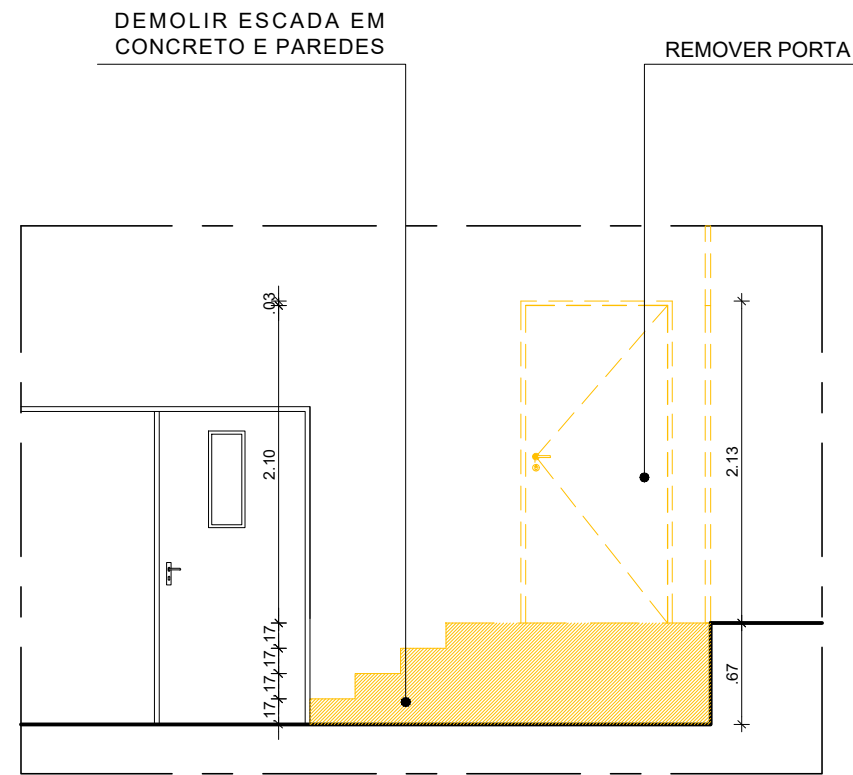 DEMOLIR ESCADA EM
CONCRETO E PAREDES
REMOVER PORTA
.03
2.10
2.13
.17
.17
.17
.17
.67